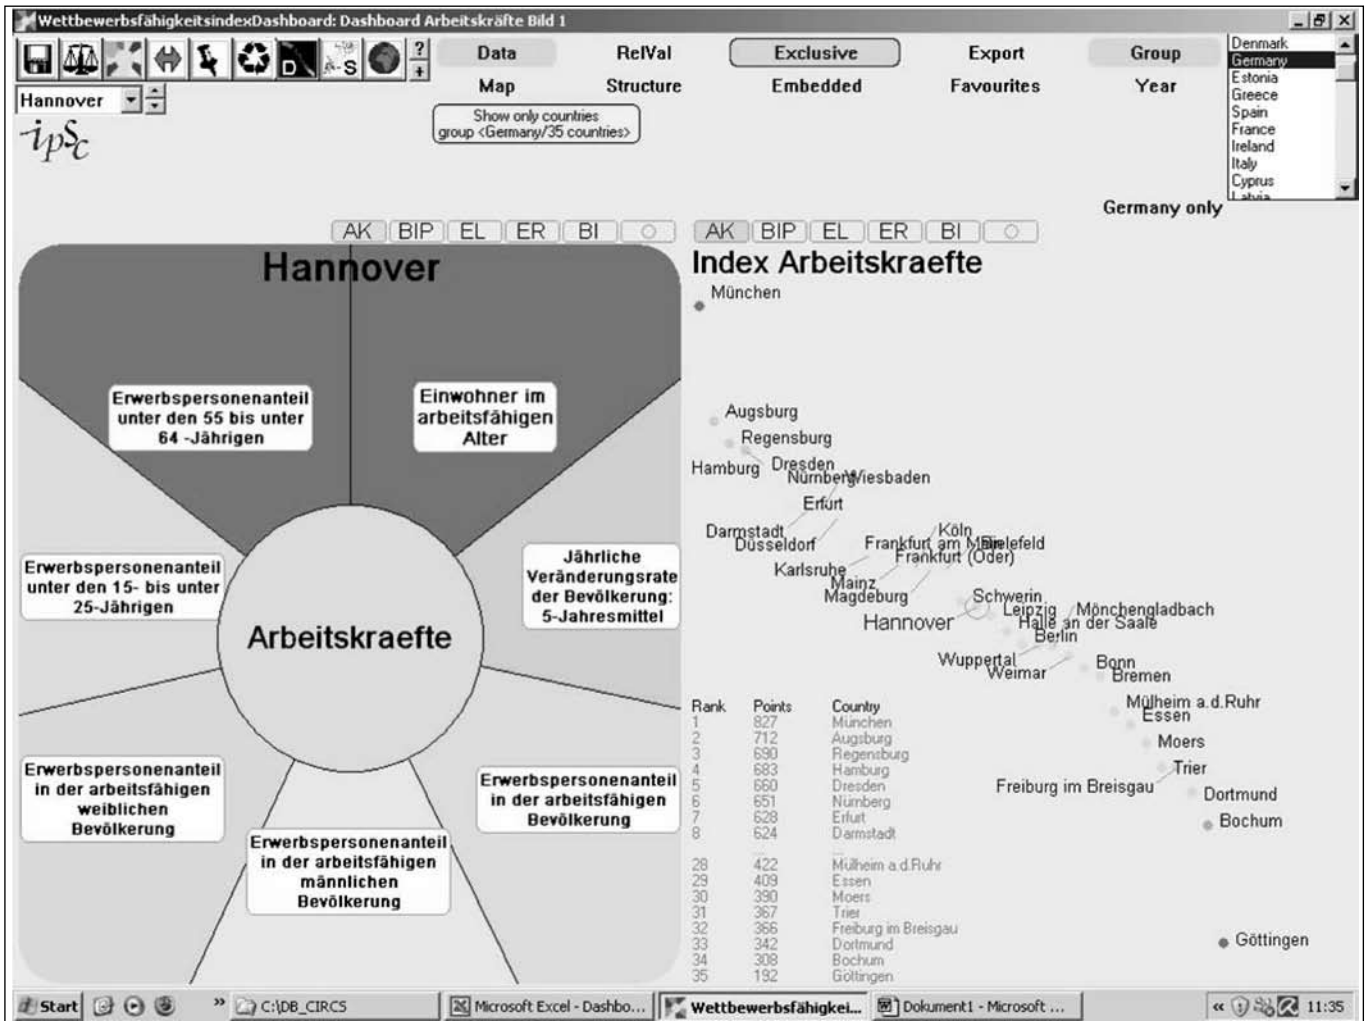 WettbewerbsfähigkeitsindexDashboard: Dashboard Arbeitskräfte Bild 1
Data RelVal Exclusive Export Group
Map Structure Embedded Favourites Year
Hannover
Show only countries
group <Germany/35 countries>
ipsc
Denmark
Germany
Estonia
Greece
Spain
France
Ireland
Italy
Cyprus
Latvia
Germany only
AK BIP EL ER BI
Hannover
Erwerbspersonenanteil
unter den 55 bis unter
64 -Jährigen
Einwohner im
arbeitsfähigen
Alter
Erwerbspersonenanteil
unter den 15- bis unter
25-Jährigen
Jährliche
Veränderungsrate
der Bevölkerung:
5-Jahresmittel
Arbeitskraefte
Erwerbspersonenanteil
in der arbeitsfähigen
weiblichen
Bevölkerung
Erwerbspersonenanteil
in der arbeitsfähigen
Bevölkerung
Erwerbspersonenanteil
in der arbeitsfähigen
männlichen
Bevölkerung
AK BIP EL ER BI
Index Arbeitskraefte
München
Augsburg
Regensburg
Hamburg
Dresden
Nürnberg
Wiesbaden
Erfurt
Darmstadt
Düsseldorf
Köln
Frankfurt am Main
Bielefeld
Frankfurt (Oder)
Karlsruhe
Mainz
Magdeburg
Schwerin
Leipzig
Mönchengladbach
Hannover
Halle an der Saale
Berlin
Wuppertal
Weimar
Bonn
Bremen
Mülheim a.d.Ruhr
Essen
Moers
Trier
Freiburg im Breisgau
Dortmund
Bochum
Göttingen
Rank Points Country
1 827 München
2 712 Augsburg
3 690 Regensburg
4 683 Hamburg
5 660 Dresden
6 651 Nürnberg
7 628 Erfurt
8 624 Darmstadt
... ...
28 422 Mülheim a.d.Ruhr
29 409 Essen
30 390 Moers
31 367 Trier
32 366 Freiburg im Breisgau
33 342 Dortmund
34 308 Bochum
35 192 Göttingen
Start » C:\DB_CIRCS Microsoft Excel - Dashbo... Wettbewerbsfähigkei... Dokument1 - Microsoft ... « 11:35